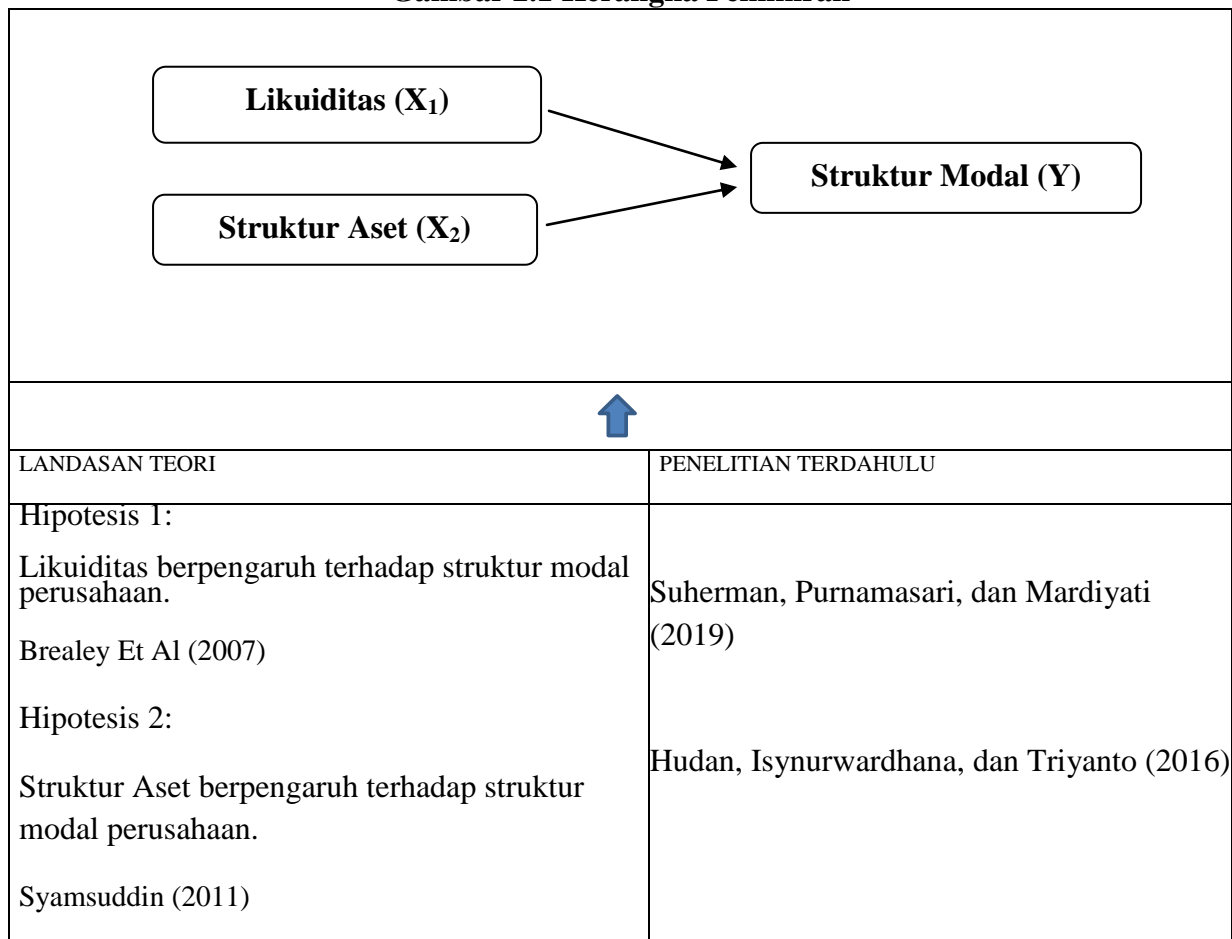 Likuiditas (X₁)
Struktur Modal (Y)
Struktur Aset (X₂)
LANDASAN TEORI
PENELITIAN TERDAHULU
Hipotesis 1:
Likuiditas berpengaruh terhadap struktur modal
perusahaan.
Brealey Et Al (2007)
Hipotesis 2:
Struktur Aset berpengaruh terhadap struktur
modal perusahaan.
Syamsuddin (2011)
Suherman, Purnamasari, dan Mardiyati
(2019)
Hudan, Isynurwardhana, dan Triyanto (2016)